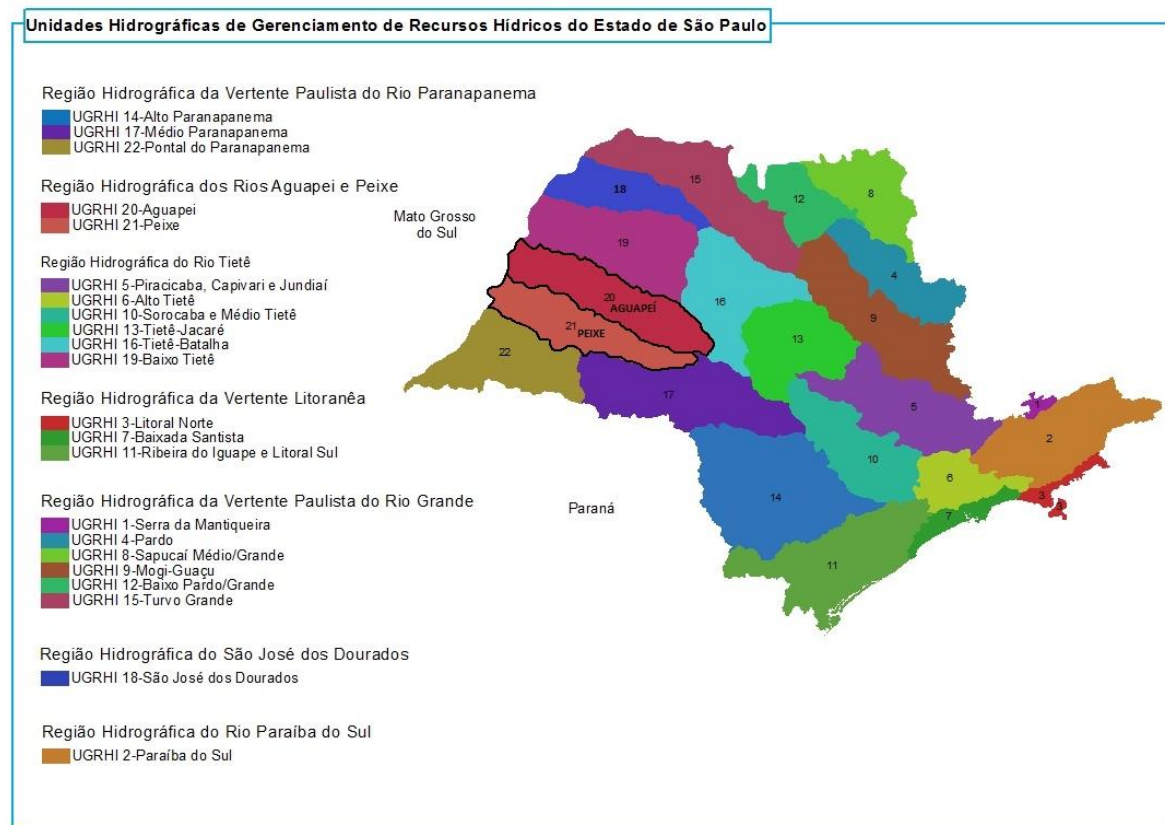 Unidades Hidrográficas de Gerenciamento de Recursos Hídricos do Estado de São Paulo
Região Hidrográfica da Vertente Paulista do Rio Paranapanema
UGRHI 14-Alto Paranapanema
UGRHI 17-Médio Paranapanema
UGRHI 22-Pontal do Paranapanema
Região Hidrográfica dos Rios Aguapei e Peixe
UGRHI 20-Aguapei
UGRHI 21-Peixe
Região Hidrográfica do Rio Tietê
UGRHI 5-Piracicaba, Capivari e Jundiaí
UGRHI 6-Alto Tietê
UGRHI 10-Sorocaba e Médio Tietê
UGRHI 13-Tietê-Jacaré
UGRHI 16-Tietê-Batalha
UGRHI 19-Baixo Tietê
Região Hidrográfica da Vertente Litoranêa
UGRHI 3-Litoral Norte
UGRHI 7-Baixada Santista
UGRHI 11-Ribeira do Iguape e Litoral Sul
Região Hidrográfica da Vertente Paulista do Rio Grande
UGRHI 1-Serra da Mantiqueira
UGRHI 4-Pardo
UGRHI 8-Sapucaí Médio/Grande
UGRHI 9-Mogi-Guaçu
UGRHI 12-Baixo Pardo/Grande
UGRHI 15-Turvo Grande
Região Hidrográfica do São José dos Dourados
UGRHI 18-São José dos Dourados
Região Hidrográfica do Rio Paraíba do Sul
UGRHI 2-Paraíba do Sul
Mato Grosso
do Sul
Paraná
15
18
12
8
19
4
20
AGUAPEÍ
16
21
PEIXE
9
13
22
17
5
1
2
10
6
14
3
3
7
11